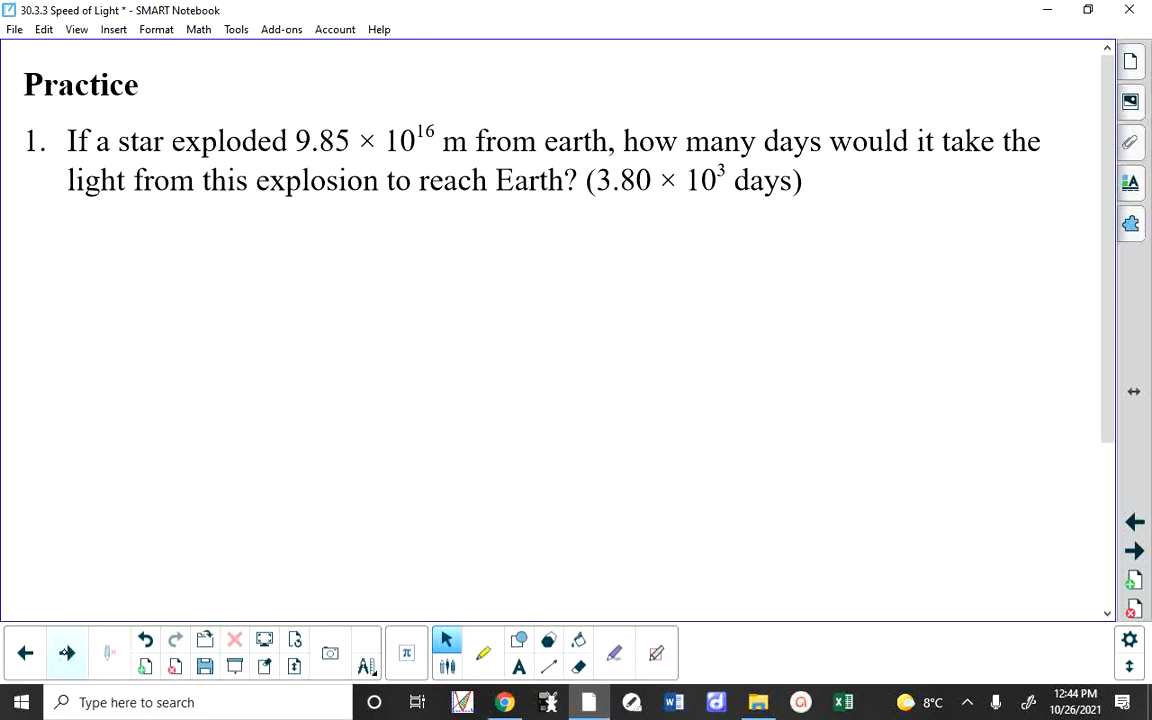 30.3.3 Speed of Light * - SMART Notebook
File Edit View Insert Format Math Tools Add-ons Account Help
Practice
1. If a star exploded 9.85 × 10¹⁶ m from earth, how many days would it take the
light from this explosion to reach Earth? (3.80 × 10³ days)
π
A
A
Type here to search
8°C
12:44 PM
10/26/2021